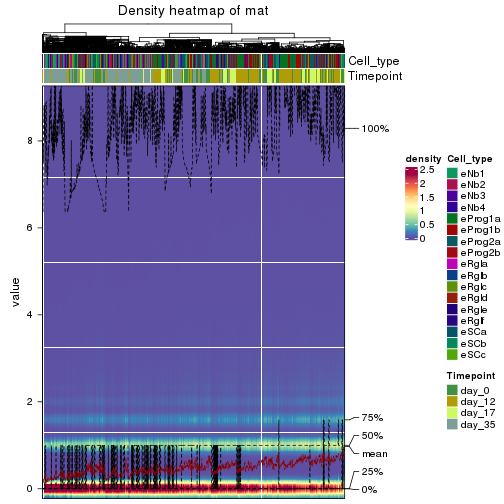 Density heatmap of mat
Cell_type
Timepoint
value
8
6
4
2
0
100%
75%
50%
mean
25%
0%
density
2.5
2
1.5
1
0.5
0
Cell_type
eNb1
eNb2
eNb3
eNb4
eProg1a
eProg1b
eProg2a
eProg2b
eRgla
eRglb
eRglc
eRgld
eRgle
eRglf
eSCa
eSCb
eSCc
Timepoint
day_0
day_12
day_17
day_35